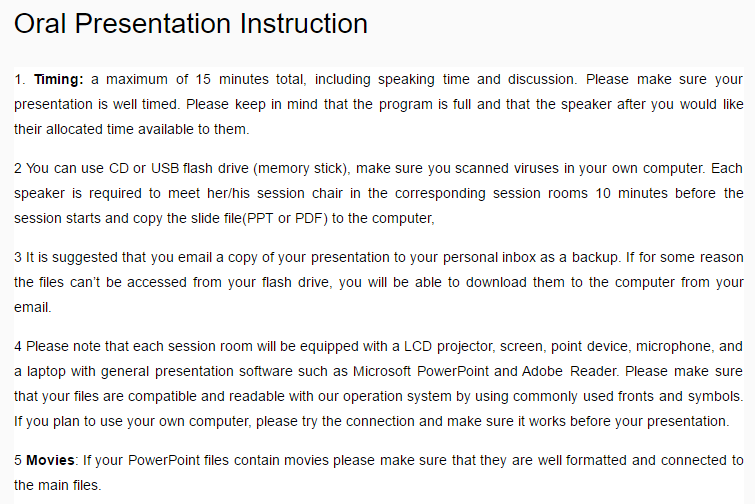 Oral Presentation Instruction
1. Timing: a maximum of 15 minutes total, including speaking time and discussion. Please make sure your
presentation is well timed. Please keep in mind that the program is full and that the speaker after you would like
their allocated time available to them.
2 You can use CD or USB flash drive (memory stick), make sure you scanned viruses in your own computer. Each
speaker is required to meet her/his session chair in the corresponding session rooms 10 minutes before the
session starts and copy the slide file(PPT or PDF) to the computer,
3 It is suggested that you email a copy of your presentation to your personal inbox as a backup. If for some reason
the files can't be accessed from your flash drive, you will be able to download them to the computer from your
email.
4 Please note that each session room will be equipped with a LCD projector, screen, point device, microphone, and
a laptop with general presentation software such as Microsoft PowerPoint and Adobe Reader. Please make sure
that your files are compatible and readable with our operation system by using commonly used fronts and symbols.
If you plan to use your own computer, please try the connection and make sure it works before your presentation.
5 Movies: If your PowerPoint files contain movies please make sure that they are well formatted and connected to
the main files.